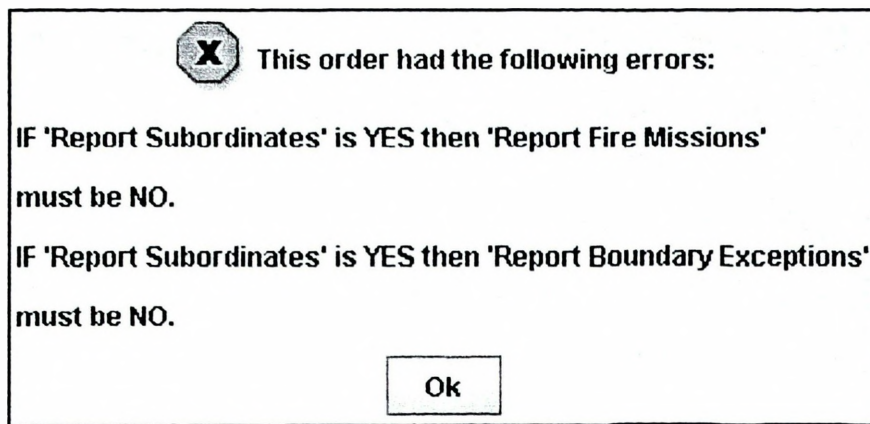 X This order had the following errors:
IF 'Report Subordinates' is YES then 'Report Fire Missions'
must be NO.
IF 'Report Subordinates' is YES then 'Report Boundary Exceptions'
must be NO.
Ok